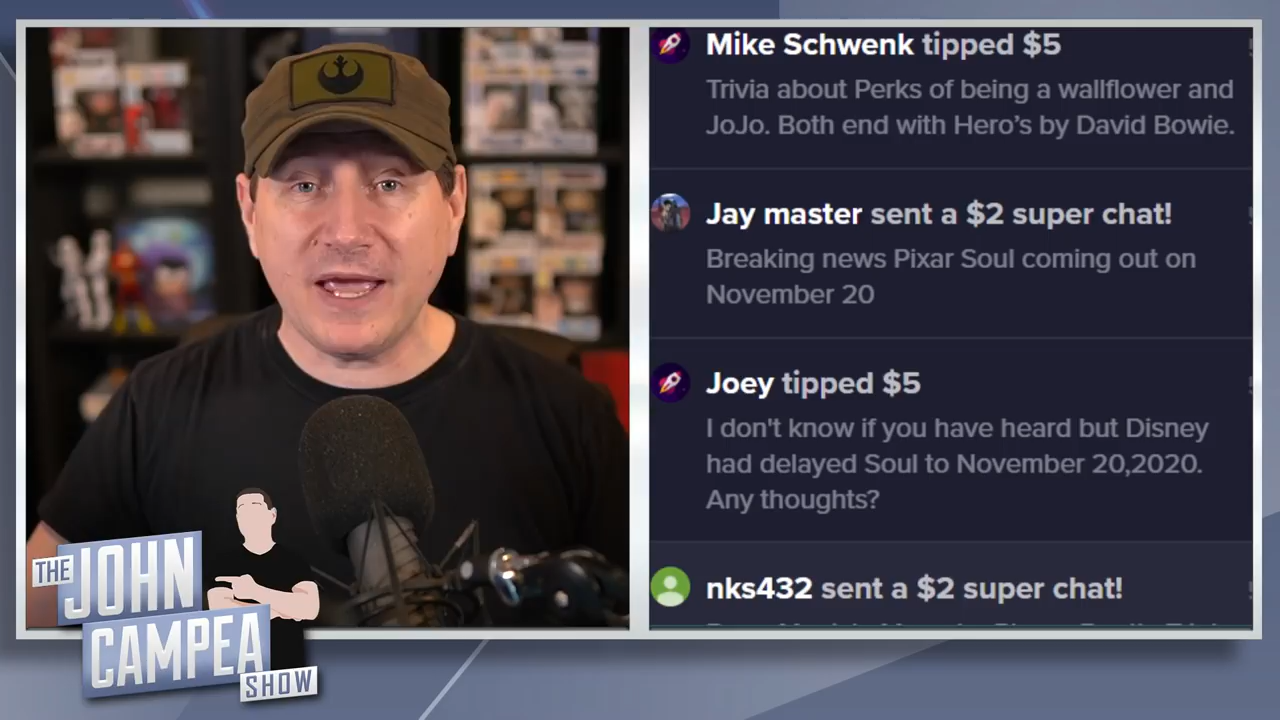 Mike Schwenk tipped $5
Trivia about Perks of being a wallflower and
JoJo. Both end with Hero's by David Bowie.
Jay master sent a $2 super chat!
Breaking news Pixar Soul coming out on
November 20
Joey tipped $5
I don't know if you have heard but Disney
had delayed Soul to November 20,2020.
Any thoughts?
nks432 sent a $2 super chat!
THE
JOHN
CAMPEA
SHOW